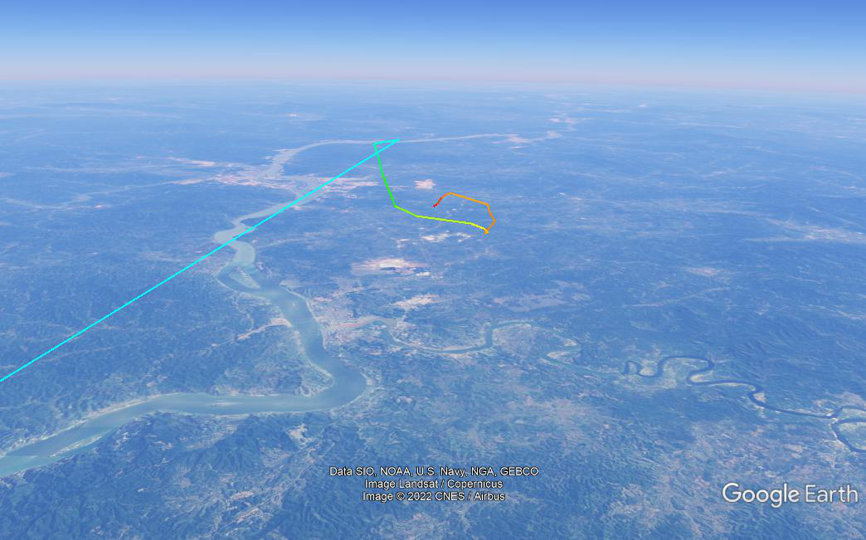 Data SIO, NOAA, U.S. Navy, NGA, GEBCO
Image Landsat / Copernicus
Image © 2022 CNES / Airbus
Google Earth